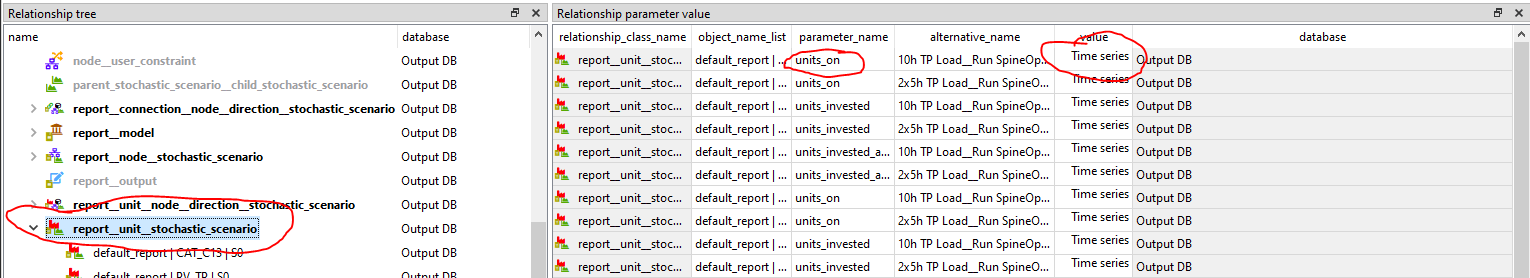 Relationship tree
name database
node__user_constraint Output DB
parent_stochastic_scenario__child_stochastic_scenario Output DB
report__connection__node__direction__stochastic_scenario Output DB
report__model Output DB
report__node__stochastic_scenario Output DB
report__output Output DB
report__unit__node__direction__stochastic_scenario Output DB
report__unit__stochastic_scenario Output DB
default_report | CAT_C13 | S0 Output DB
default_report | PV_TP | S0 Output DB
Relationship parameter value
relationship_class_name object_name_list parameter_name alternative_name value database
report__unit__stoc... default_report | ... units_on 10h TP Load__Run SpineOp... Time series Output DB
report__unit__stoc... default_report | ... units_on 2x5h TP Load__Run SpineO... Time series Output DB
report__unit__stoc... default_report | ... units_invested 10h TP Load__Run SpineOp... Time series Output DB
report__unit__stoc... default_report | ... units_invested 2x5h TP Load__Run SpineO... Time series Output DB
report__unit__stoc... default_report | ... units_invested_a... 10h TP Load__Run SpineOp... Time series Output DB
report__unit__stoc... default_report | ... units_invested_a... 2x5h TP Load__Run SpineO... Time series Output DB
report__unit__stoc... default_report | ... units_on 10h TP Load__Run SpineOp... Time series Output DB
report__unit__stoc... default_report | ... units_on 2x5h TP Load__Run SpineO... Time series Output DB
report__unit__stoc... default_report | ... units_invested 10h TP Load__Run SpineOp... Time series Output DB
report__unit__stoc... default_report | ... units_invested 2x5h TP Load__Run SpineO... Time series Output DB